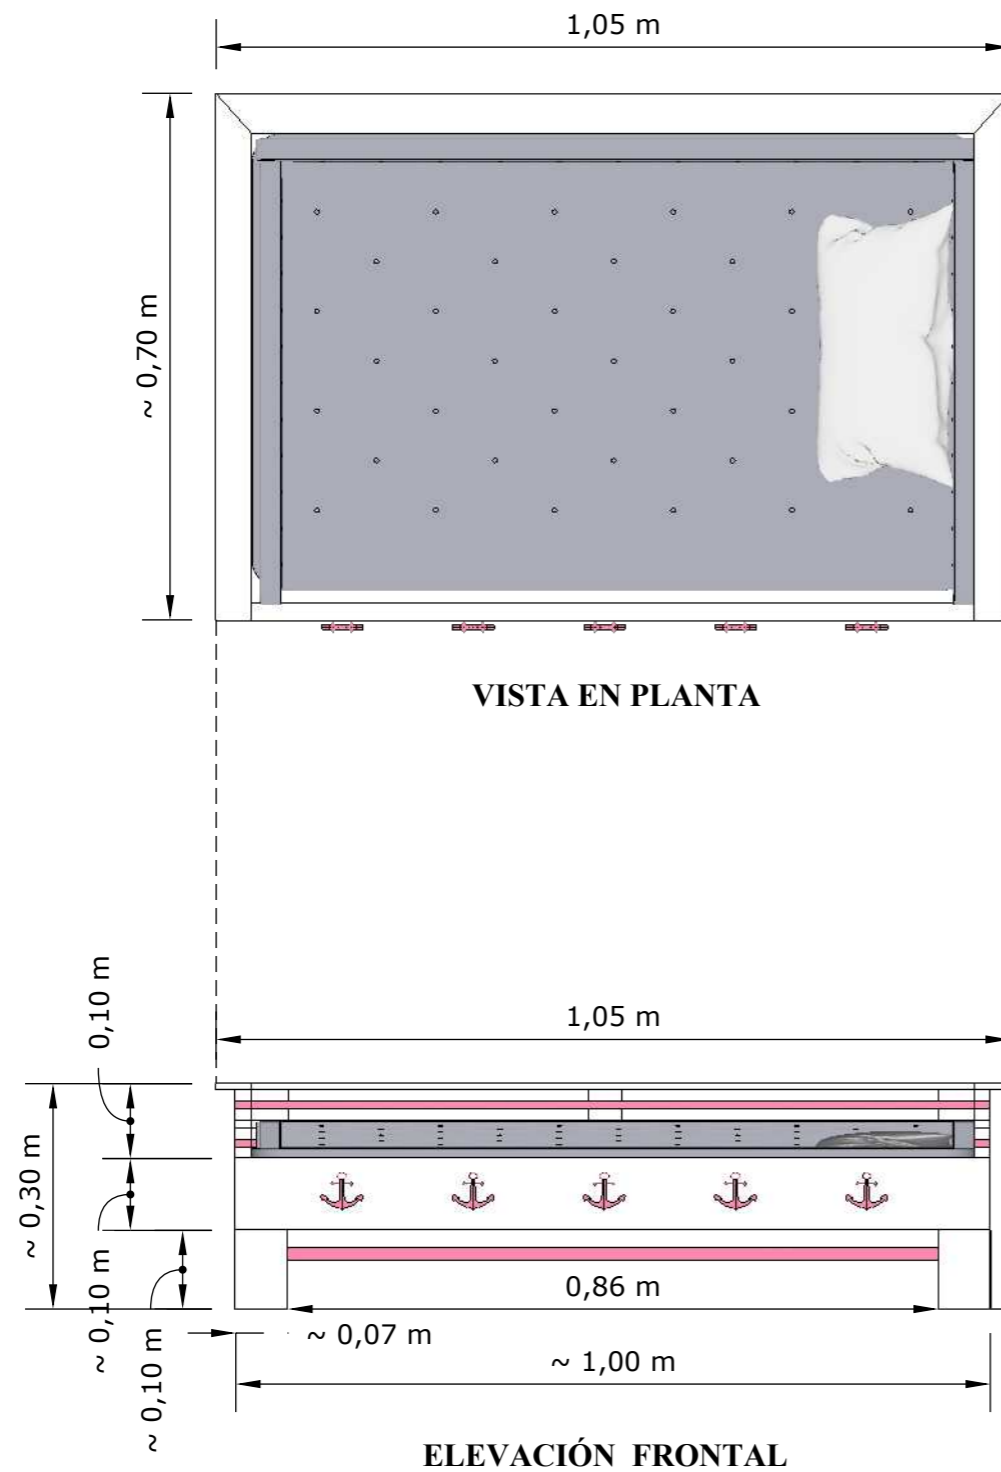 1,05 m
~ 0,70 m
VISTA EN PLANTA
0,10 m
1,05 m
~ 0,30 m
~ 0,10 m
~ 0,10 m
0,86 m
~ 0,07 m
~ 1,00 m
ELEVACIÓN FRONTAL